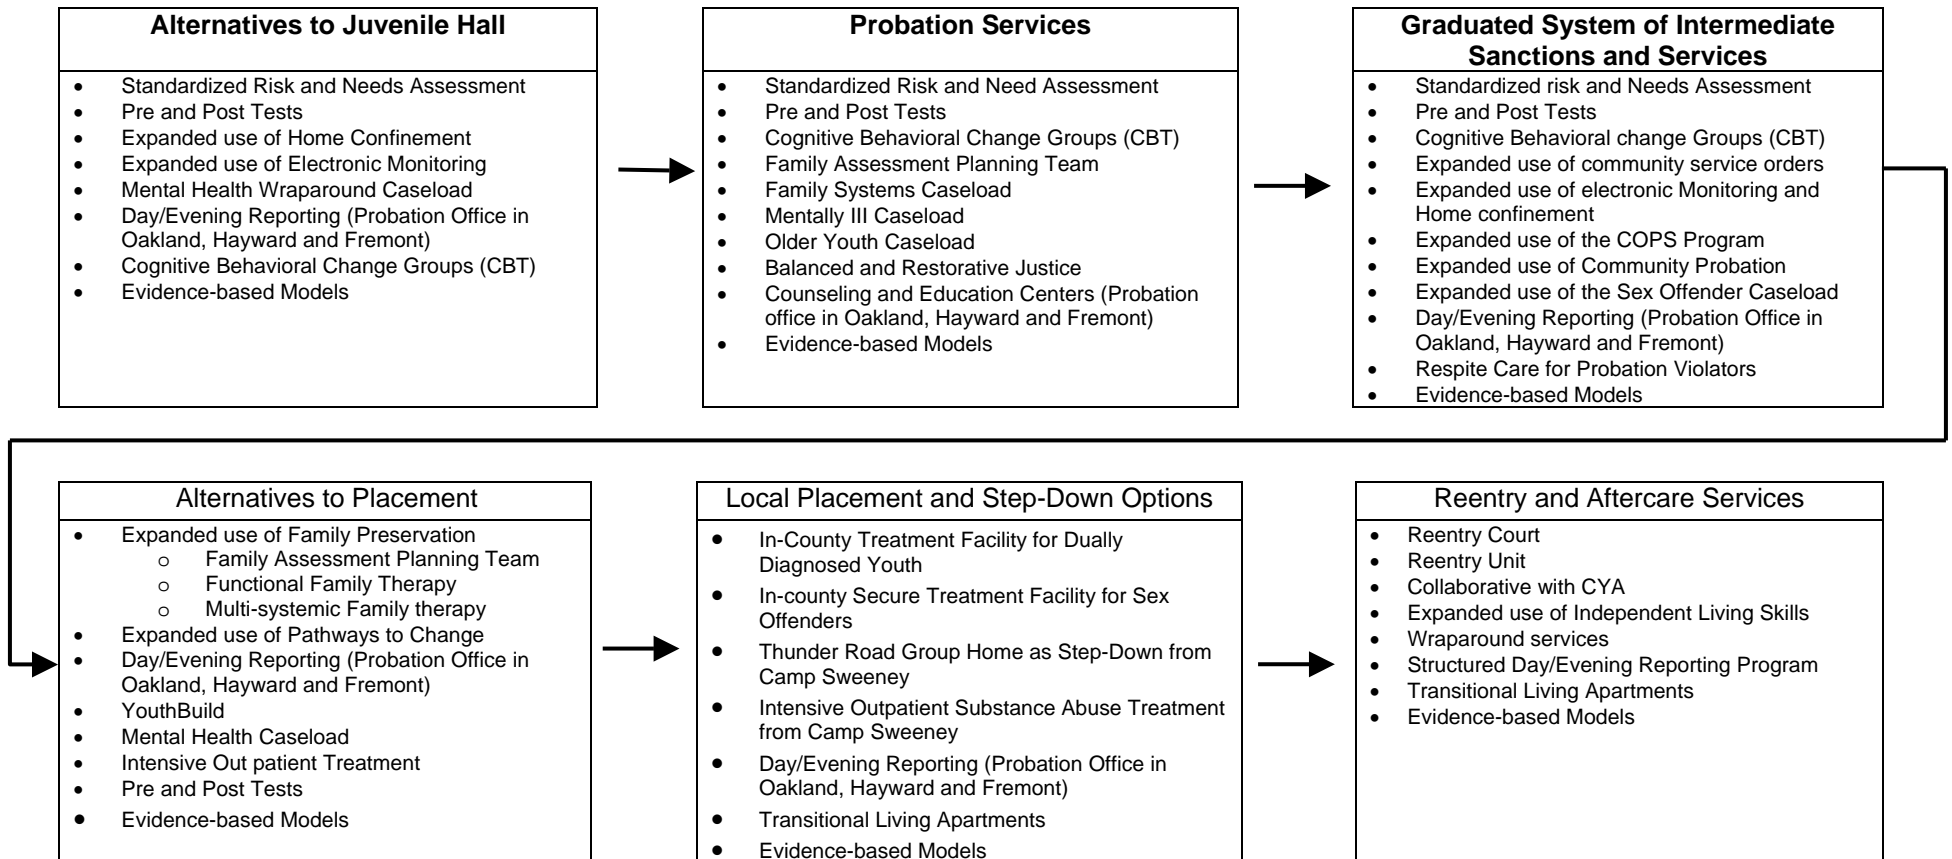 Alternatives to Juvenile Hall
• Standardized Risk and Needs Assessment
• Pre and Post Tests
• Expanded use of Home Confinement
• Expanded use of Electronic Monitoring
• Mental Health Wraparound Caseload
• Day/Evening Reporting (Probation Office in
Oakland, Hayward and Fremont)
• Cognitive Behavioral Change Groups (CBT)
• Evidence-based Models
Probation Services
• Standardized Risk and Need Assessment
• Pre and Post Tests
• Cognitive Behavioral Change Groups (CBT)
• Family Assessment Planning Team
• Family Systems Caseload
• Mentally III Caseload
• Older Youth Caseload
• Balanced and Restorative Justice
• Counseling and Education Centers (Probation
office in Oakland, Hayward and Fremont)
• Evidence-based Models
Graduated System of Intermediate
Sanctions and Services
• Standardized risk and Needs Assessment
• Pre and Post Tests
• Cognitive Behavioral change Groups (CBT)
• Expanded use of community service orders
• Expanded use of electronic Monitoring and
Home confinement
• Expanded use of the COPS Program
• Expanded use of Community Probation
• Expanded use of the Sex Offender Caseload
• Day/Evening Reporting (Probation Office in
Oakland, Hayward and Fremont)
• Respite Care for Probation Violators
• Evidence-based Models
Alternatives to Placement
• Expanded use of Family Preservation
o Family Assessment Planning Team
o Functional Family Therapy
o Multi-systemic Family therapy
• Expanded use of Pathways to Change
• Day/Evening Reporting (Probation Office in
Oakland, Hayward and Fremont)
• YouthBuild
• Mental Health Caseload
• Intensive Out patient Treatment
• Pre and Post Tests
• Evidence-based Models
Local Placement and Step-Down Options
• In-County Treatment Facility for Dually
Diagnosed Youth
• In-county Secure Treatment Facility for Sex
Offenders
• Thunder Road Group Home as Step-Down from
Camp Sweeney
• Intensive Outpatient Substance Abuse Treatment
from Camp Sweeney
• Day/Evening Reporting (Probation Office in
Oakland, Hayward and Fremont)
• Transitional Living Apartments
• Evidence-based Models
Reentry and Aftercare Services
• Reentry Court
• Reentry Unit
• Collaborative with CYA
• Expanded use of Independent Living Skills
• Wraparound services
• Structured Day/Evening Reporting Program
• Transitional Living Apartments
• Evidence-based Models